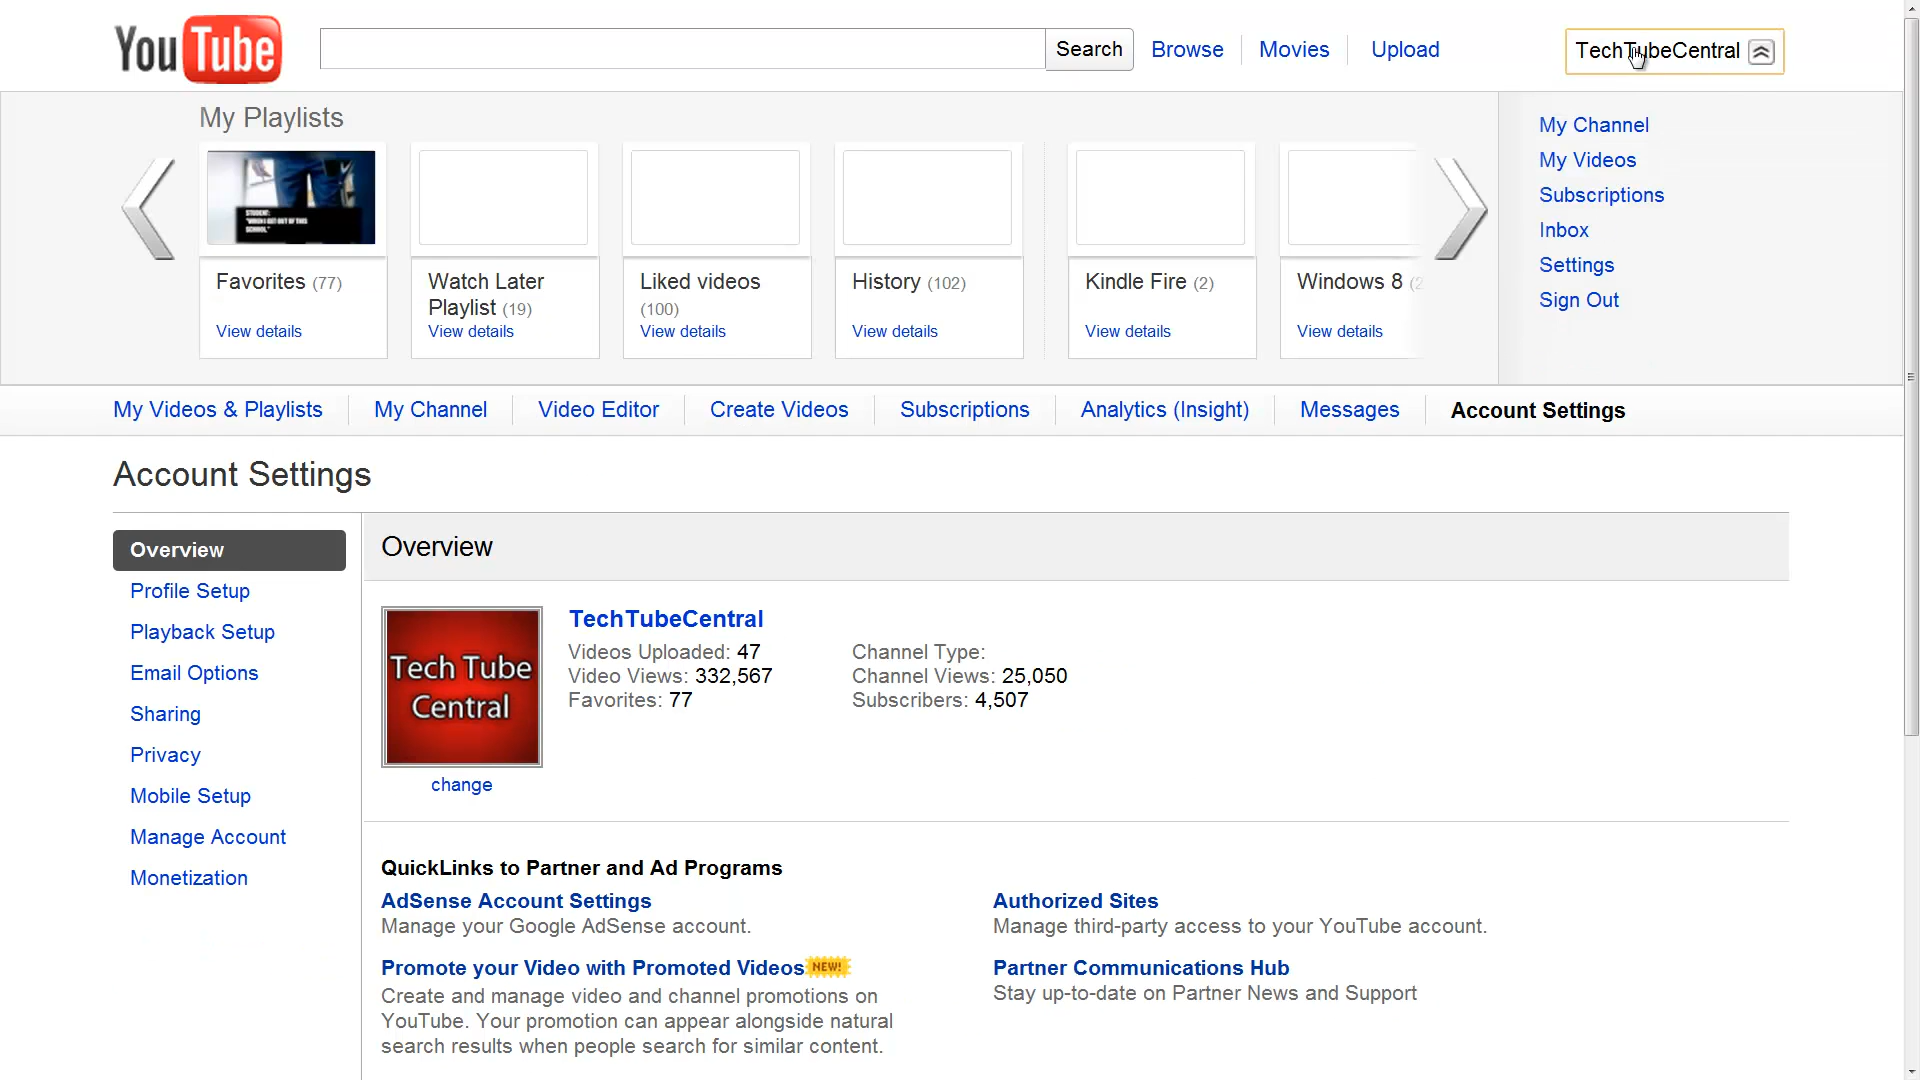 YouTube
Search
Browse
Movies
Upload
TechTubeCentral
My Playlists
STUDENT:
"WHEN I GET OUT OF THIS
SCHOOL"
Favorites (77)
View details
Watch Later
Playlist (19)
View details
Liked videos
(100)
View details
History (102)
View details
Kindle Fire (2)
View details
Windows 8
View details
My Channel
My Videos
Subscriptions
Inbox
Settings
Sign Out
My Videos & Playlists
My Channel
Video Editor
Create Videos
Subscriptions
Analytics (Insight)
Messages
Account Settings
Account Settings
Overview
Profile Setup
Playback Setup
Email Options
Sharing
Privacy
Mobile Setup
Manage Account
Monetization
Overview
Tech Tube
Central
change
TechTubeCentral
Videos Uploaded: 47
Video Views: 332,567
Favorites: 77
Channel Type:
Channel Views: 25,050
Subscribers: 4,507
QuickLinks to Partner and Ad Programs
AdSense Account Settings
Manage your Google AdSense account.
Promote your Video with Promoted Videos NEW!
Create and manage video and channel promotions on
YouTube. Your promotion can appear alongside natural
search results when people search for similar content.
Authorized Sites
Manage third-party access to your YouTube account.
Partner Communications Hub
Stay up-to-date on Partner News and Support